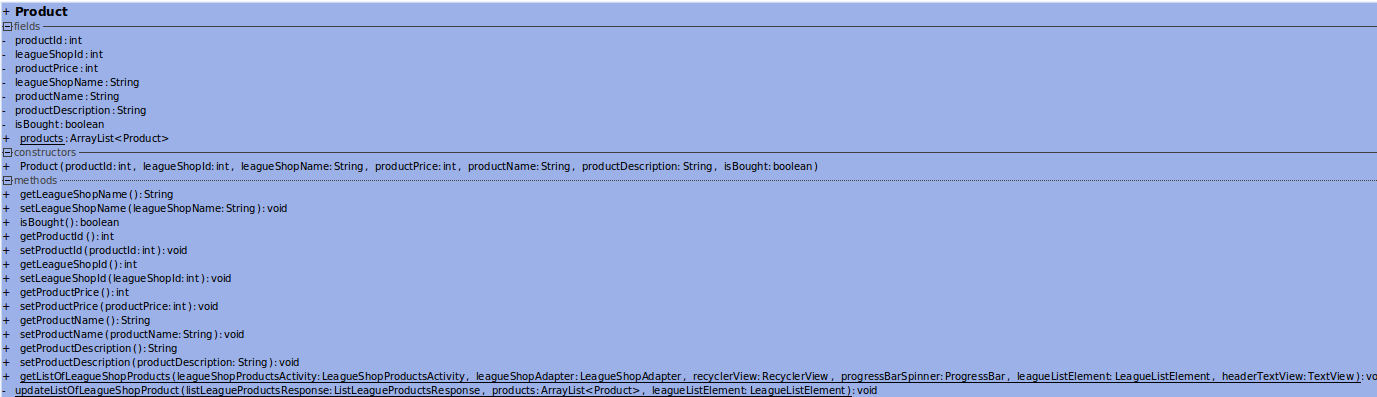 + Product
fields
- productId : int
- leagueShopId : int
- productPrice : int
- leagueShopName : String
- productName : String
- productDescription : String
- isBought : boolean
+ products : ArrayList<Product>
constructors
+ Product ( productId: int , leagueShopId: int , leagueShopName: String , productPrice: int , productName: String , productDescription: String , isBought: boolean )
methods
+ getLeagueShopName ( ) : String
+ setLeagueShopName ( leagueShopName: String ) : void
+ isBought ( ) : boolean
+ getProductId ( ) : int
+ setProductId ( productId: int ) : void
+ getLeagueShopId ( ) : int
+ setLeagueShopId ( leagueShopId: int ) : void
+ getProductPrice ( ) : int
+ setProductPrice ( productPrice: int ) : void
+ getProductName ( ) : String
+ setProductName ( productName: String ) : void
+ getProductDescription ( ) : String
+ setProductDescription ( productDescription: String ) : void
+ getListOfLeagueShopProducts ( leagueShopProductsActivity: LeagueShopProductsActivity , leagueShopAdapter: LeagueShopAdapter , recyclerView: RecyclerView , progressBarSpinner: ProgressBar , leagueListElement: LeagueListElement , headerTextView: TextView ) : vo
- updateListOfLeagueShopProduct ( listLeagueProductsResponse: ListLeagueProductsResponse , products: ArrayList<Product> , leagueListElement: LeagueListElement ) : void